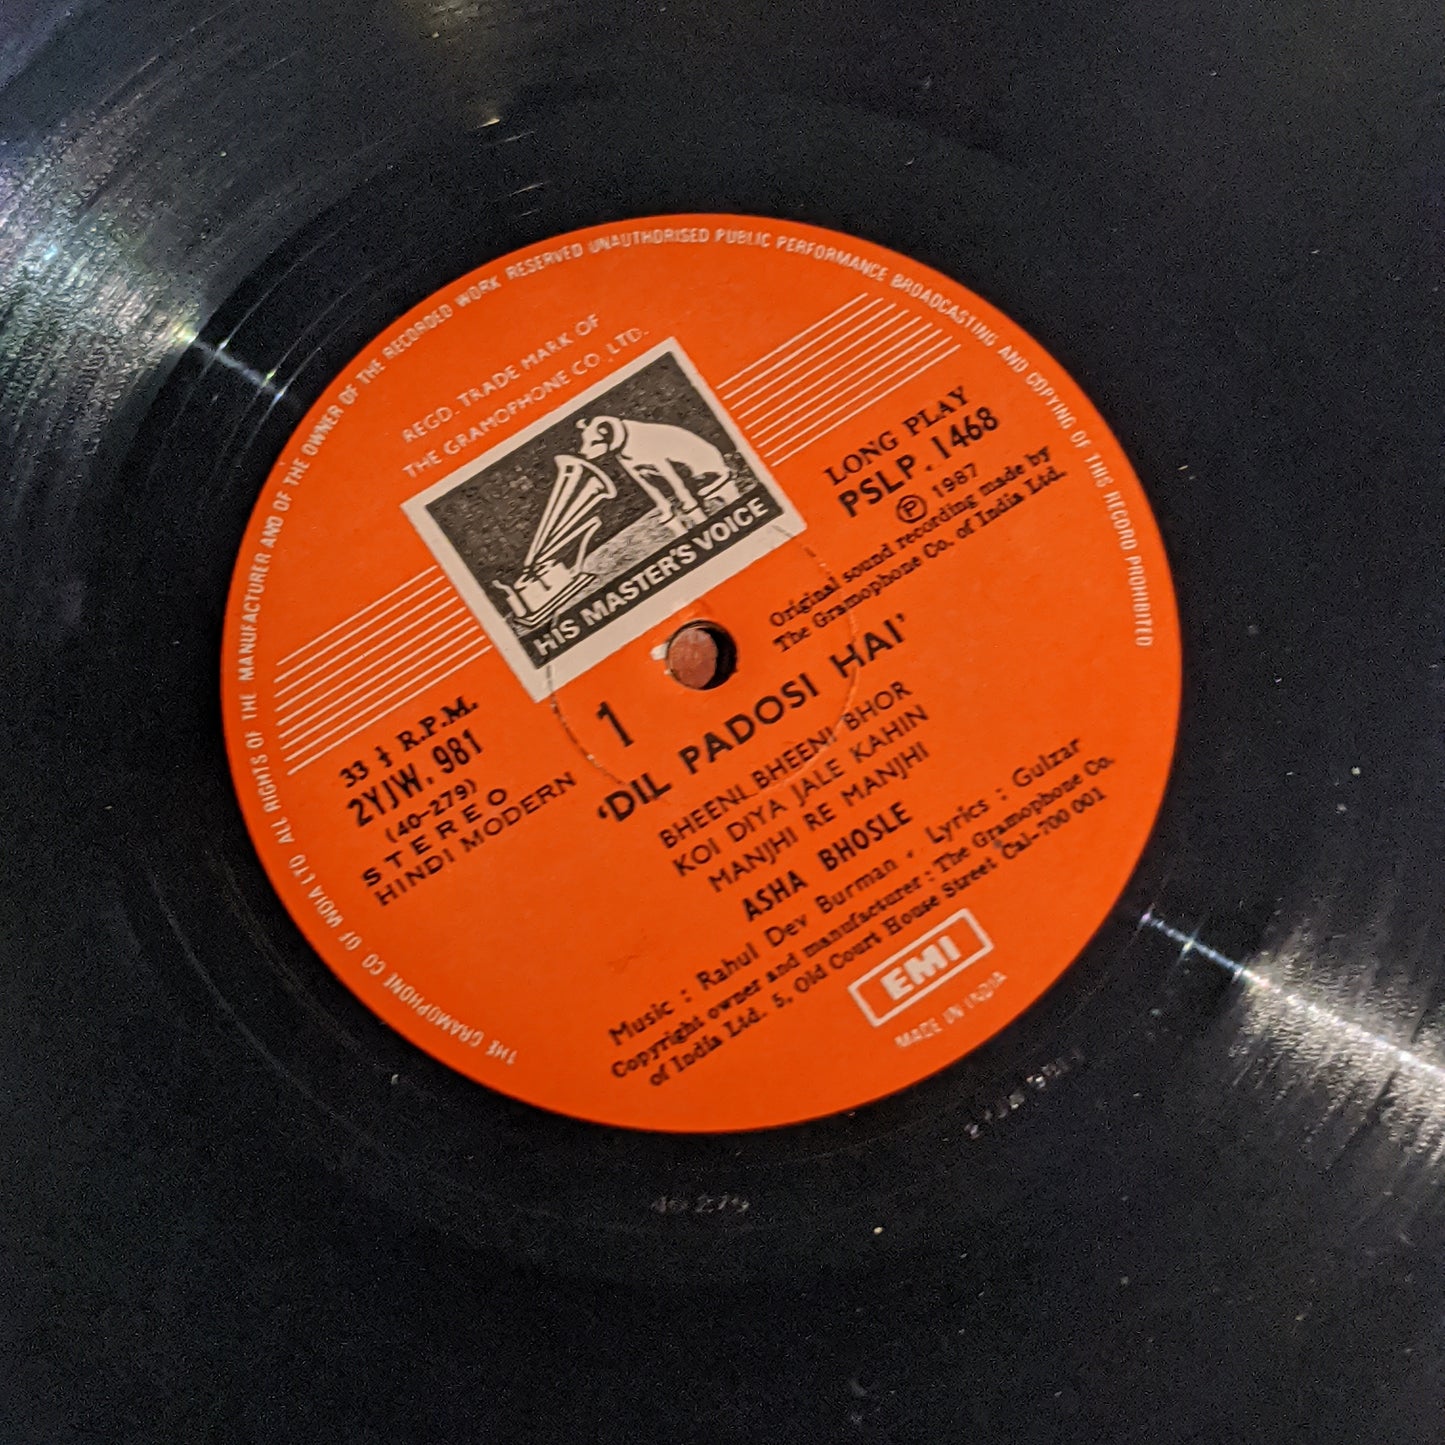 THE GRAMOPHONE CO. OF INDIA LTD ALL RIGHTS OF THE MANUFACTURER AND OF THE OWNER OF THE RECORDED WORK RESERVED UNAUTHORISED PUBLIC PERFORMANCE BROADCASTING AND COPYING OF THIS RECORD PROHIBITED
REGD. TRADE MARK OF
THE GRAMOPHONE CO. LTD.
HIS MASTER'S VOICE
LONG PLAY
PSLP. 1468
Ⓟ 1987
Original sound recording made by
The Gramophone Co. of India Ltd.
33 ⅓ R.P.M.
2YJW. 981
(40-279)
STEREO
HINDI MODERN
1
'DIL PADOSI HAI'
BHEENI BHEENI BHOR
KOI DIYA JALE KAHIN
MANJHI RE MANJHI
ASHA BHOSLE
Music : Rahul Dev Burman . Lyrics : Gulzar
Copyright owner and manufacturer : The Gramophone Co.
of India Ltd. 5, Old Court House Street Cal-700 001
EMI
MADE IN INDIA
40 279